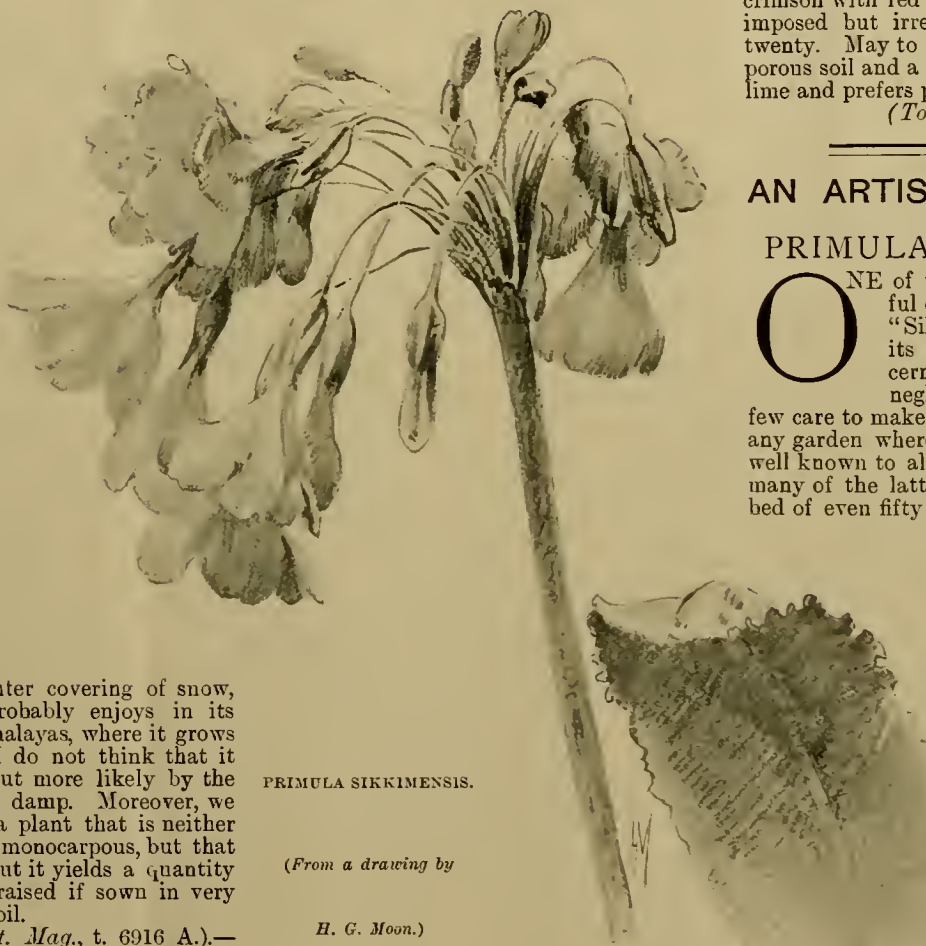 nter covering of snow,
robably enjoys in its
nalayas, where it grows
I do not think that it
ut more likely by the
damp. Moreover, we
a plant that is neither
monocarpous, but that
ut it yields a quantity
raised if sown in very
oil.
t. Mag., t. 6916 A.).—
PRIMULA SIKKIMENSIS.
(From a drawing by
H. G. Moon.)
crimson with red
imposed but irre
twenty. May to
porous soil and a
lime and prefers p
(To
AN ARTIS
PRIMULA
ONE of
ful
"Si
its
cern
neg
few care to make
any garden where
well known to al
many of the latt
bed of even fifty